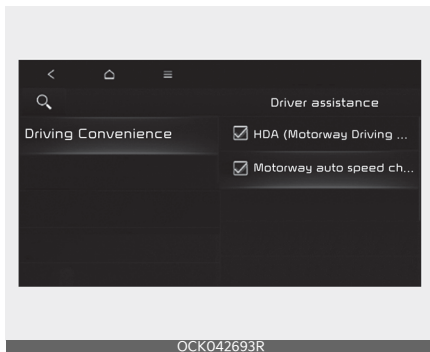 Driver assistance
Driving Convenience
HDA (Motorway Driving ...
Motorway auto speed ch...
OCK042693R